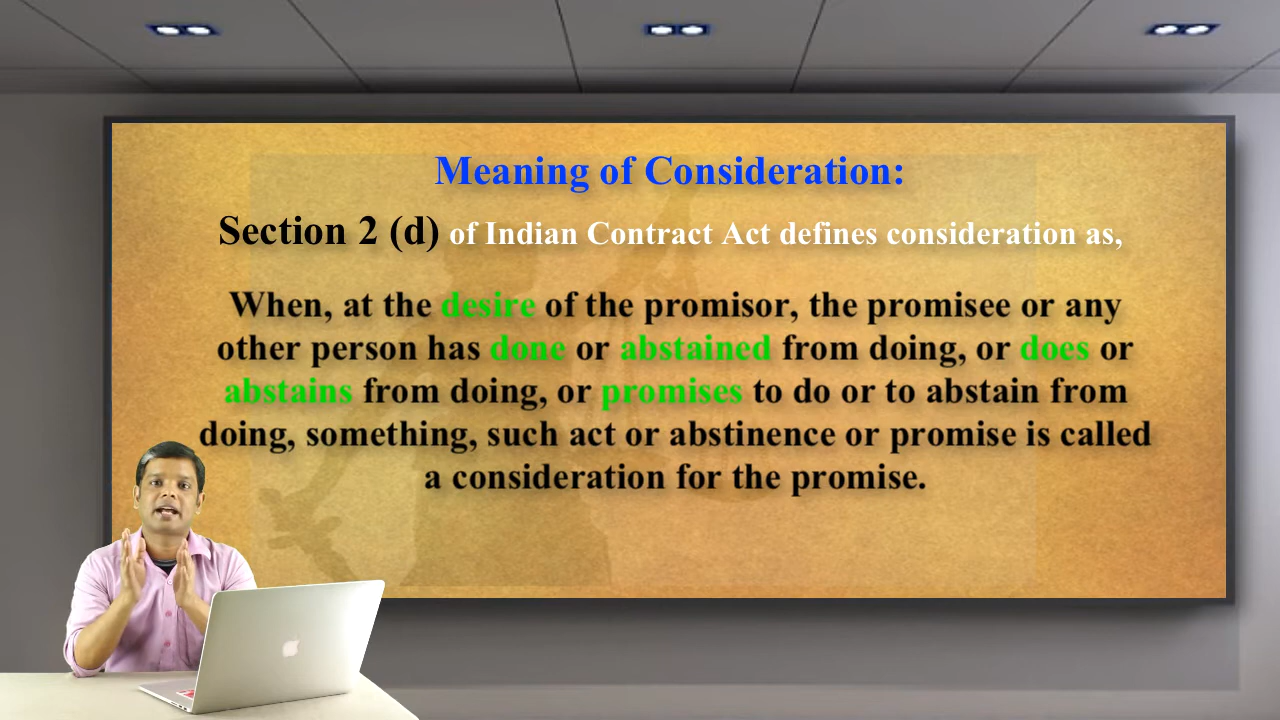 Meaning of Consideration:
Section 2 (d) of Indian Contract Act defines consideration as,
When, at the desire of the promisor, the promisee or any
other person has done or abstained from doing, or does or
abstains from doing, or promises to do or to abstain from
doing, something, such act or abstinence or promise is called
a consideration for the promise.